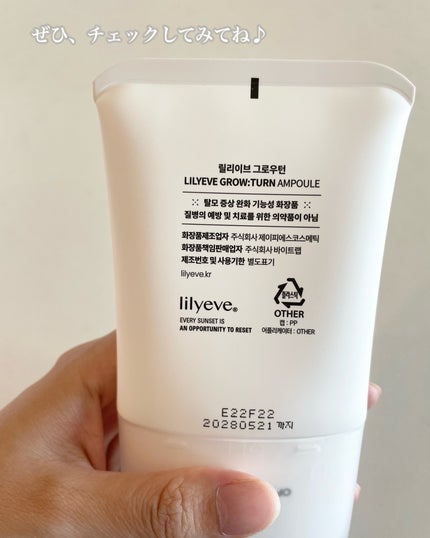 ぜひ、チェックしてみてね♪
릴리이브 그로우턴
LILYEVE GROW:TURN AMPOULE
탈모 증상 완화 기능성 화장품
질병의 예방 및 치료를 위한 의약품이 아님
화장품제조업자 주식회사 제이피에스코스메틱
화장품책임판매업자 주식회사 바이트랩
제조번호 및 사용기한 별도표기
lilyeve.kr
lilyeve®
EVERY SUNSET IS
AN OPPORTUNITY TO RESET
플라스틱
OTHER
캡 : PP
어플리케이터 : OTHER
E22F22
20280521 까지